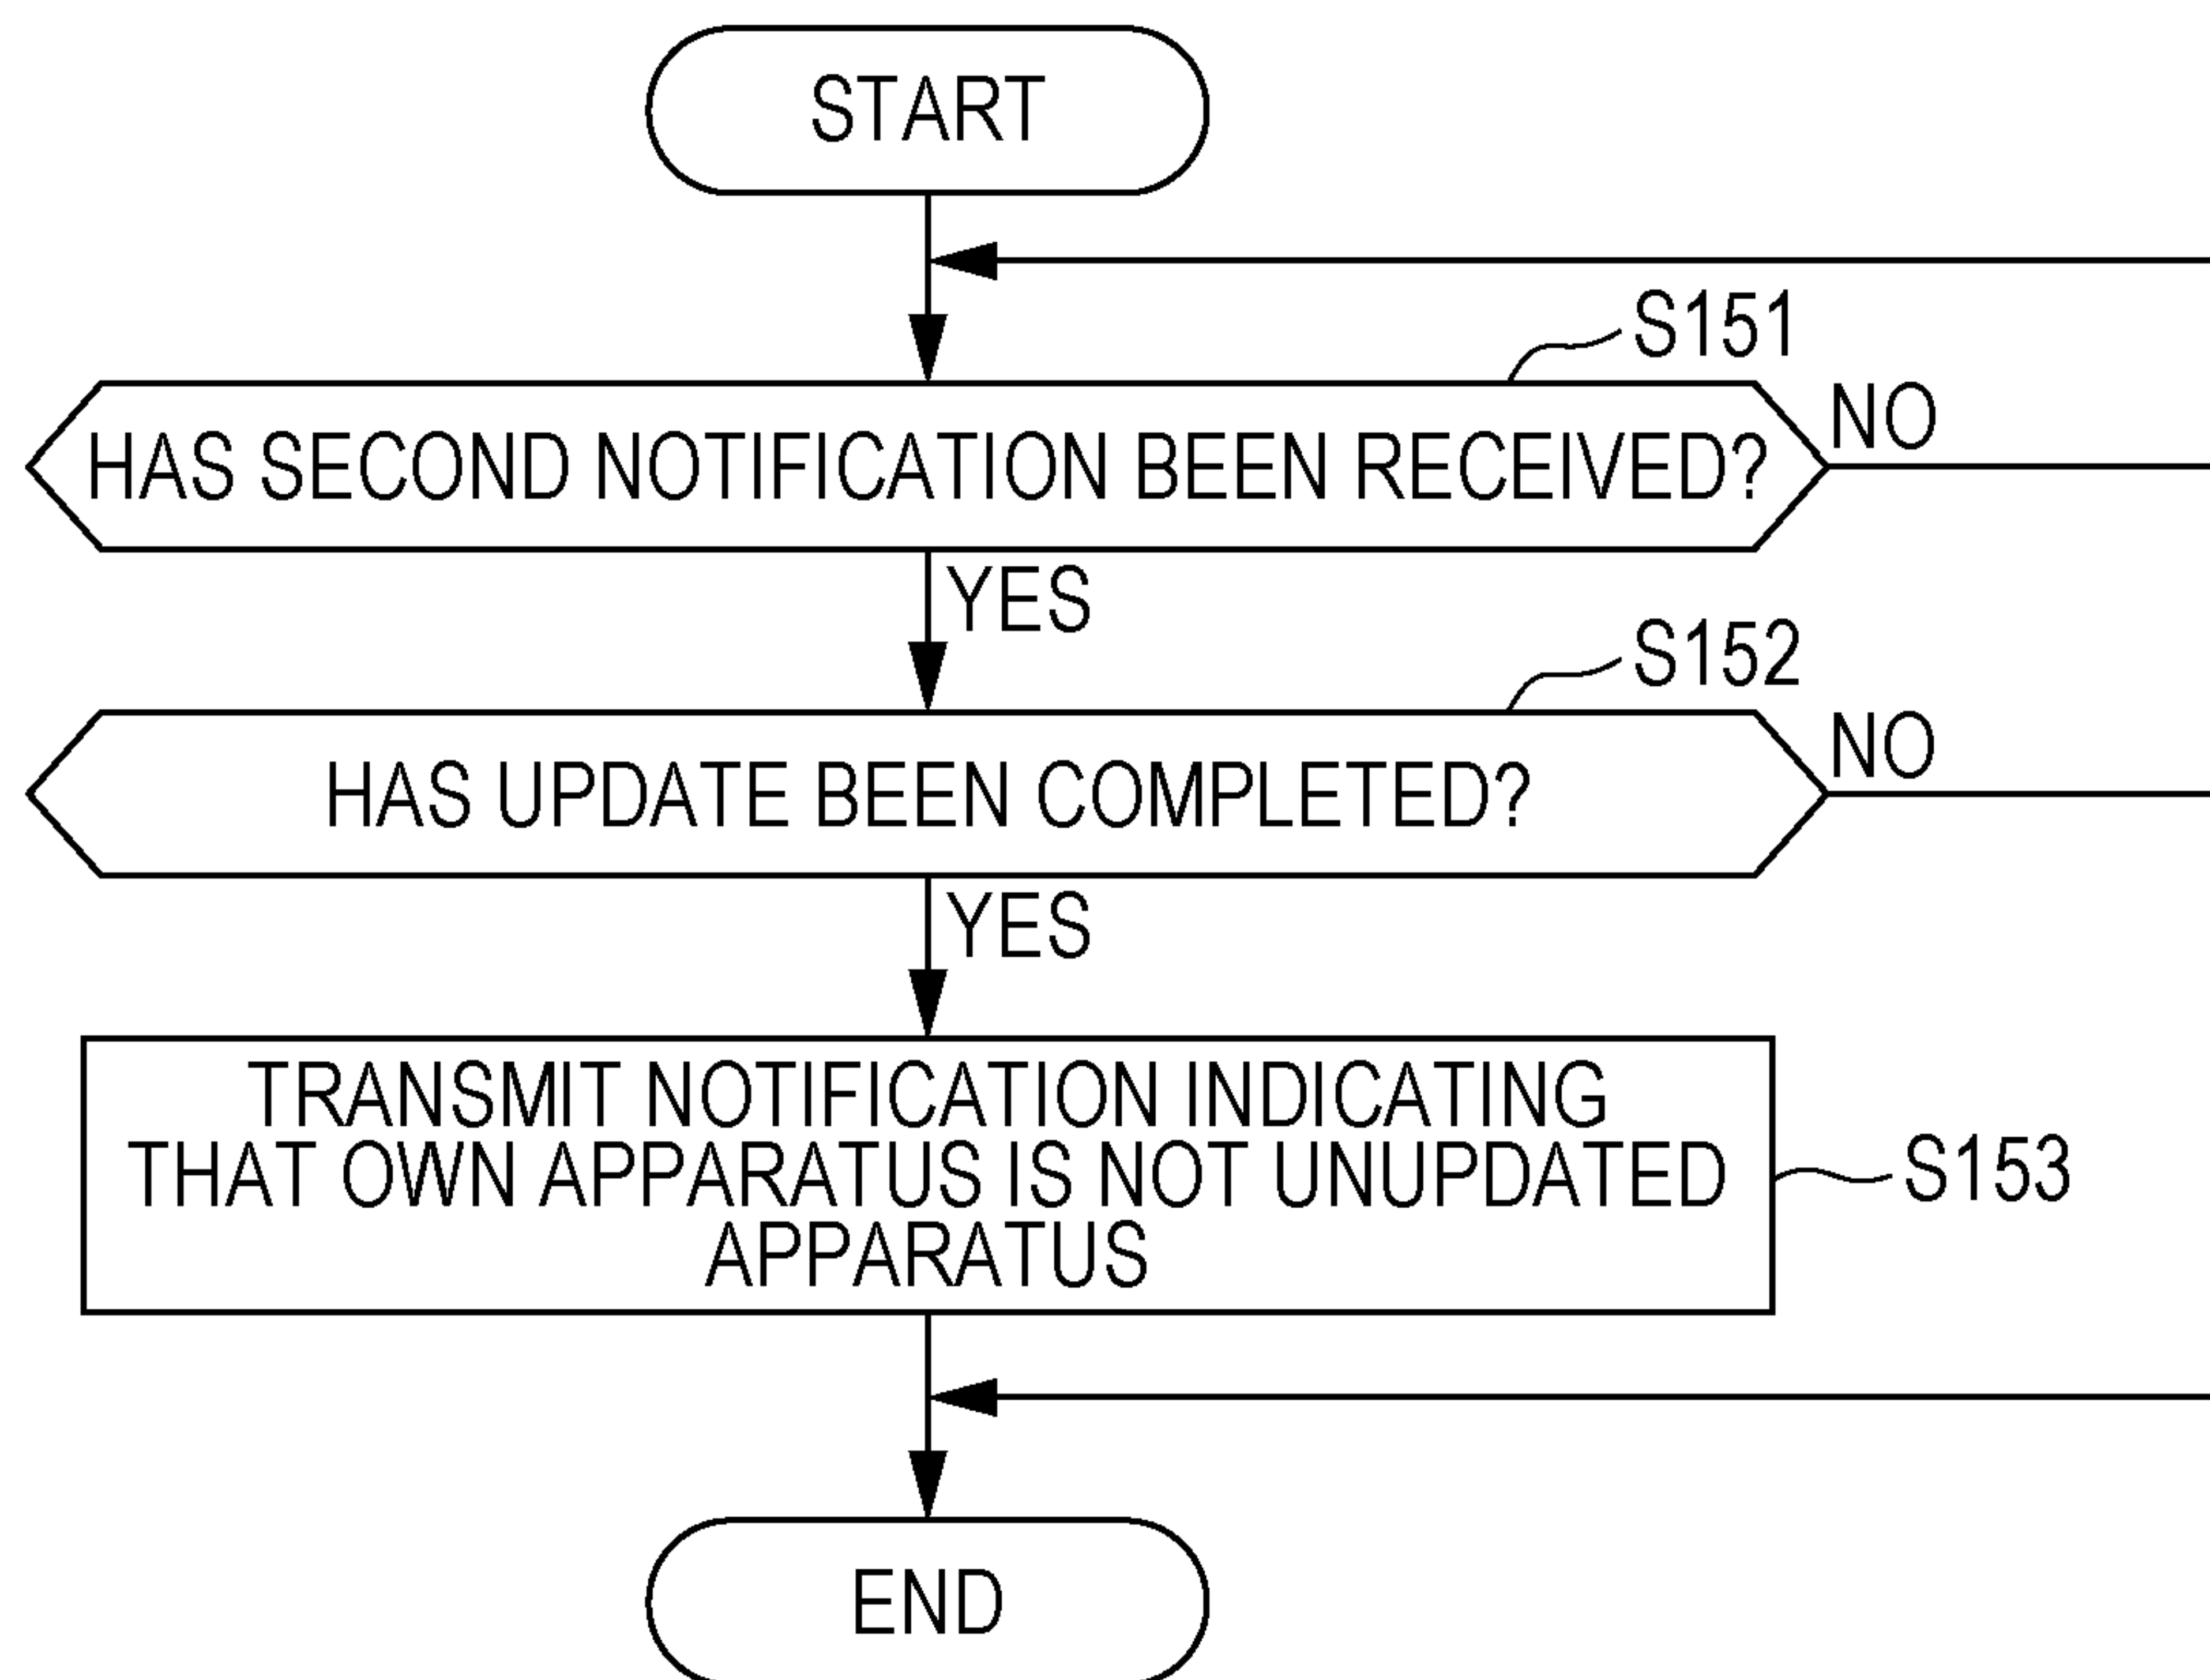 START
S151
HAS SECOND NOTIFICATION BEEN RECEIVED?
NO
YES
S152
HAS UPDATE BEEN COMPLETED?
NO
YES
TRANSMIT NOTIFICATION INDICATING
THAT OWN APPARATUS IS NOT UNUPDATED
APPARATUS
S153
END